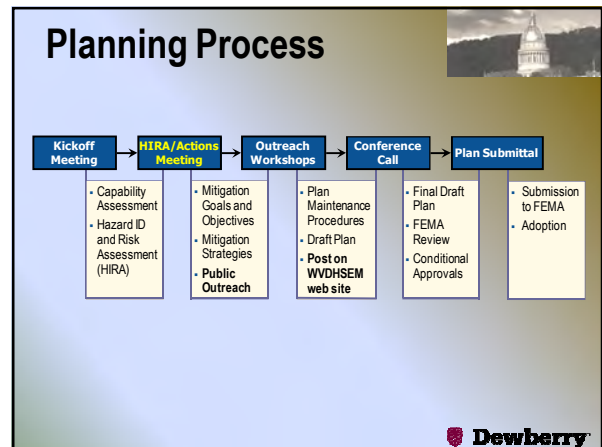 Planning Process
Kickoff
Meeting
HIRA/Actions
Meeting
Outreach
Workshops
Conference
Call
Plan Submittal
▪ Capability
Assessment
▪ Hazard ID
and Risk
Assessment
(HIRA)
▪ Mitigation
Goals and
Objectives
▪ Mitigation
Strategies
▪ Public
Outreach
▪ Plan
Maintenance
Procedures
▪ Draft Plan
▪ Post on
WVDHSEM
web site
▪ Final Draft
Plan
▪ FEMA
Review
▪ Conditional
Approvals
▪ Submission
to FEMA
▪ Adoption
Dewberry